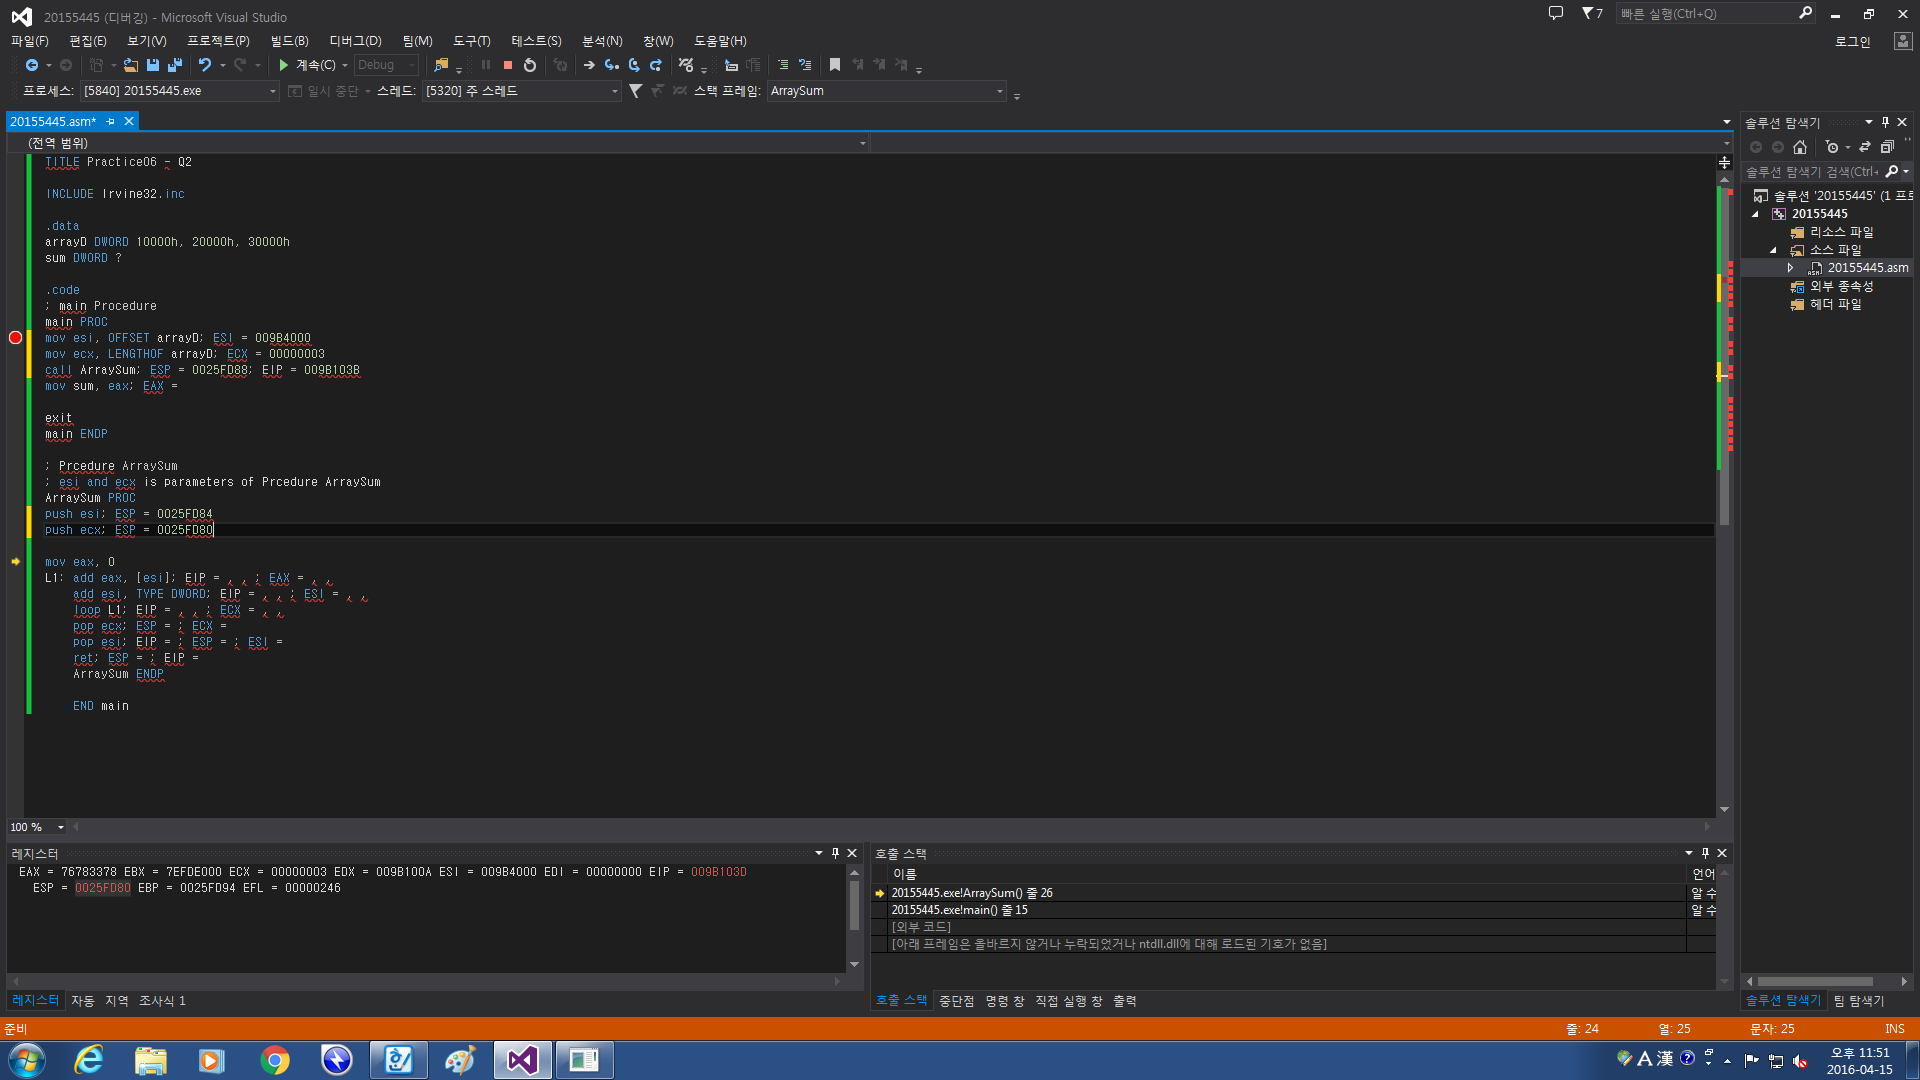 20155445 (디버깅) - Microsoft Visual Studio
7
빠른 실행(Ctrl+Q)
파일(F) 편집(E) 보기(V) 프로젝트(P) 빌드(B) 디버그(D) 팀(M) 도구(T) 테스트(S) 분석(N) 창(W) 도움말(H)
로그인
계속(C) Debug
프로세스: [5840] 20155445.exe 일시 중단 스레드: [5320] 주 스레드 스택 프레임: ArraySum
20155445.asm*
(전역 범위)
TITLE Practice06 - Q2
INCLUDE Irvine32.inc
.data
arrayD DWORD 10000h, 20000h, 30000h
sum DWORD ?
.code
; main Procedure
main PROC
mov esi, OFFSET arrayD; ESI = 009B4000
mov ecx, LENGTHOF arrayD; ECX = 00000003
call ArraySum; ESP = 0025FD88; EIP = 009B103B
mov sum, eax; EAX =
exit
main ENDP
; Prcedure ArraySum
; esi and ecx is parameters of Prcedure ArraySum
ArraySum PROC
push esi; ESP = 0025FD84
push ecx; ESP = 0025FD80
mov eax, 0
L1: add eax, [esi]; EIP = , , ; EAX = , ,
add esi, TYPE DWORD; EIP = , , ; ESI = , ,
loop L1; EIP = , , ; ECX = , ,
pop ecx; ESP = ; ECX =
pop esi; EIP = ; ESP = ; ESI =
ret; ESP = ; EIP =
ArraySum ENDP
END main
100 %
솔루션 탐색기
솔루션 탐색기 검색(Ctrl+
솔루션 '20155445' (1 프로
20155445
리소스 파일
소스 파일
20155445.asm
외부 종속성
헤더 파일
솔루션 탐색기 팀 탐색기
레지스터
EAX = 76783378 EBX = 7EFDE000 ECX = 00000003 EDX = 009B100A ESI = 009B4000 EDI = 00000000 EIP = 009B103D
ESP = 0025FD80 EBP = 0025FD94 EFL = 00000246
레지스터 자동 지역 조사식 1
호출 스택
이름 언어
20155445.exe!ArraySum() 줄 26 알 수
20155445.exe!main() 줄 15 알 수
[외부 코드]
[아래 프레임은 올바르지 않거나 누락되었거나 ntdll.dll에 대해 로드된 기호가 없음]
호출 스택 중단점 명령 창 직접 실행 창 출력
준비 줄: 24 열: 25 문자: 25 INS
A 漢
오후 11:51
2016-04-15